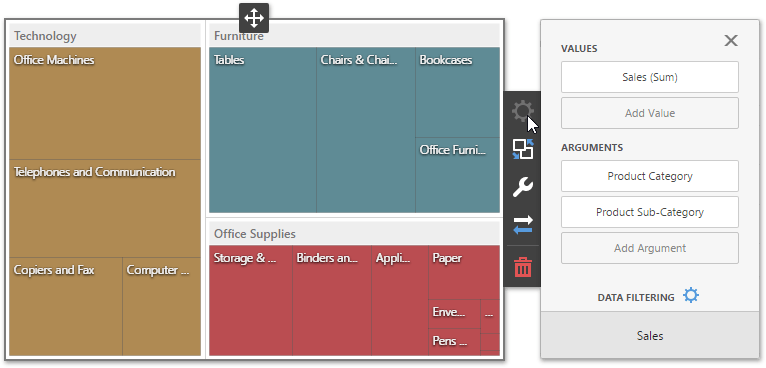 Technology
Office Machines
Telephones and Communication
Copiers and Fax
Computer ...
Furniture
Tables
Chairs & Chai...
Bookcases
Office Furni...
Office Supplies
Storage & ...
Binders an...
Appli...
Paper
Enve...
...
Pens ...
VALUES
Sales (Sum)
Add Value
ARGUMENTS
Product Category
Product Sub-Category
Add Argument
DATA FILTERING
Sales